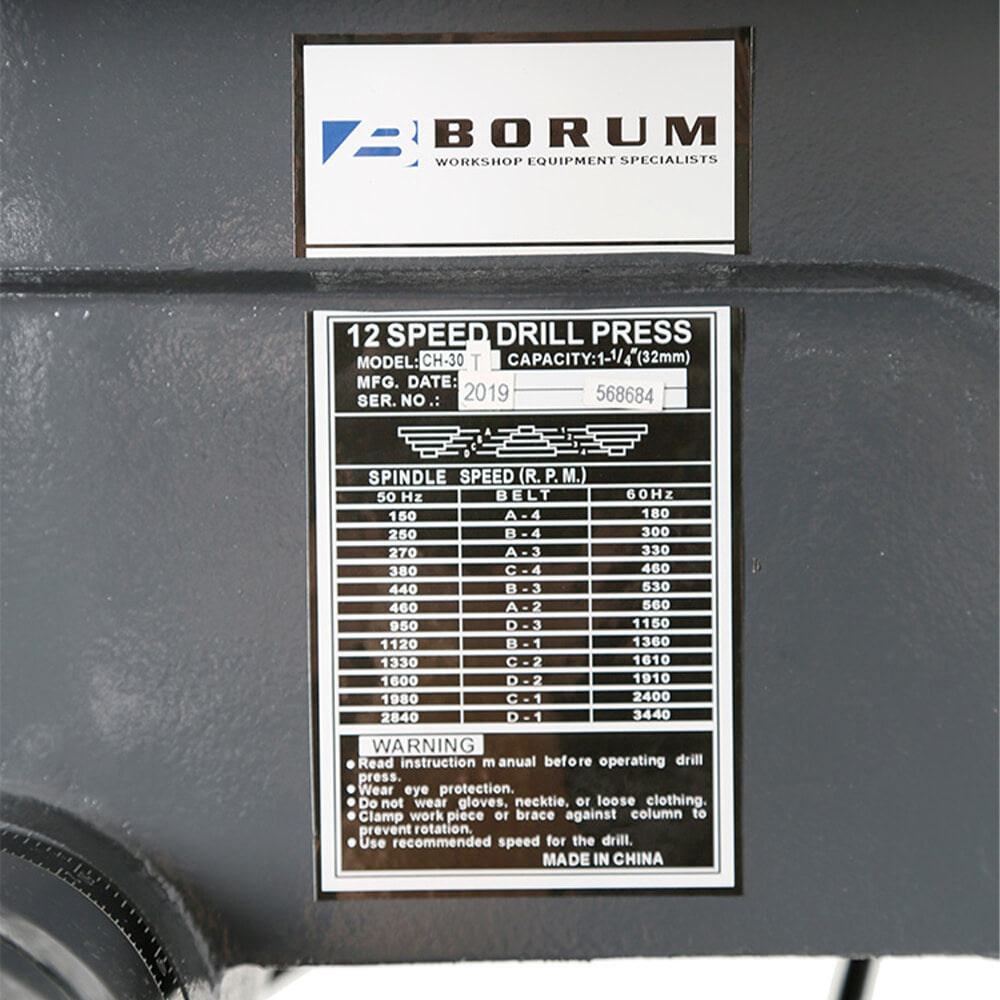 BORUM
WORKSHOP EQUIPMENT SPECIALISTS
12 SPEED DRILL PRESS
MODEL: CH-30 T CAPACITY:1-1/4"(32mm)
MFG. DATE:
SER. NO.: 2019 568684
A 1
B 2
C 3
D 4
SPINDLE SPEED (R.P.M.)
50 Hz BELT 60Hz
150 A-4 180
250 B-4 300
270 A-3 330
380 C-4 460
440 B-3 530
460 A-2 560
950 D-3 1150
1120 B-1 1360
1330 C-2 1610
1600 D-2 1910
1980 C-1 2400
2840 D-1 3440
WARNING
● Read instruction manual before operating drill
press.
● Wear eye protection.
● Do not wear gloves, necktie, or loose clothing.
● Clamp work piece or brace against column to
prevent rotation.
● Use recommended speed for the drill.
MADE IN CHINA